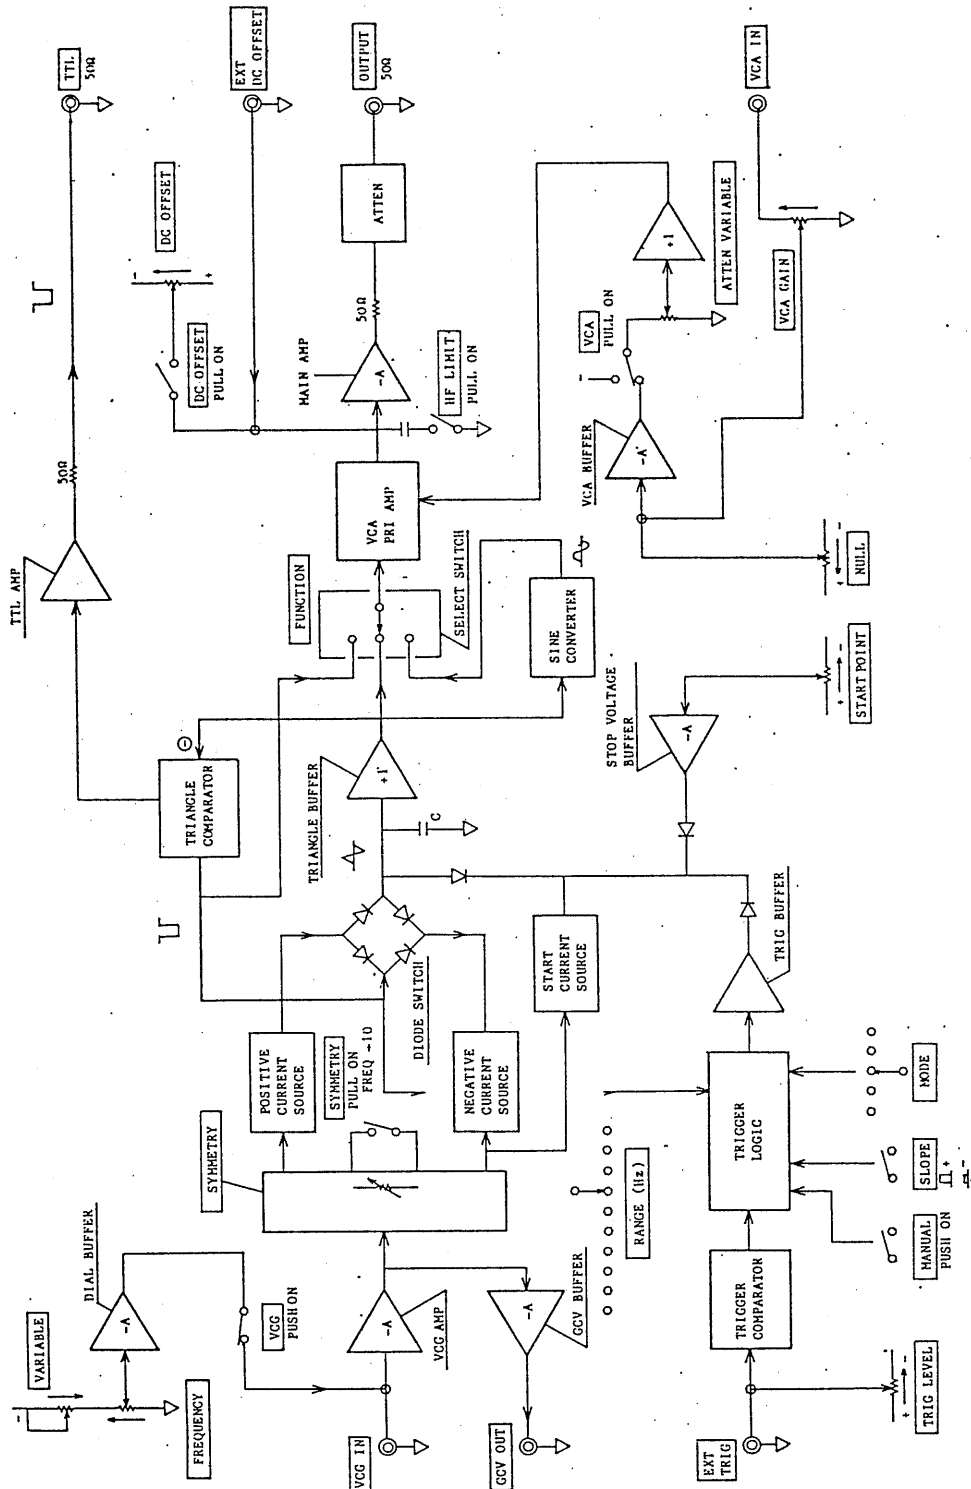 VARIABLE
FREQUENCY
DIAL BUFFER
-A
VCG
PUSH ON
VCG IN
-A
VCG AMP
GCV OUT
-A
GCV BUFFER
EXT
TRIG
TRIG LEVEL
+ -
TRIGGER
COMPARATOR
SYMMETRY
POSITIVE
CURRENT
SOURCE
SYMMETRY
PULL ON
FREQ ÷10
NEGATIVE
CURRENT
SOURCE
DIODE SWITCH
START
CURRENT
SOURCE
RANGE (Hz)
TRIGGER
LOGIC
MANUAL
PUSH ON
SLOPE
+
-
MODE
TRIG BUFFER
TTL AMP
50Ω
TTL
50Ω
TRIANGLE
COMPARATOR
⊖
TRIANGLE BUFFER
+1
C
FUNCTION
SELECT SWITCH
SINE
CONVERTER
STOP VOLTAGE
BUFFER
-A
START POINT
+ -
VCA
PRI AMP
MAIN AMP
-A
50Ω
HF LIMIT
PULL ON
DC OFFSET
PULL ON
DC OFFSET
-
+
EXT
DC OFFSET
ATTEN
OUTPUT
50Ω
VCA BUFFER
-A
NULL
+ -
-
VCA
PULL ON
+1
ATTEN VARIABLE
VCA GAIN
VCA IN